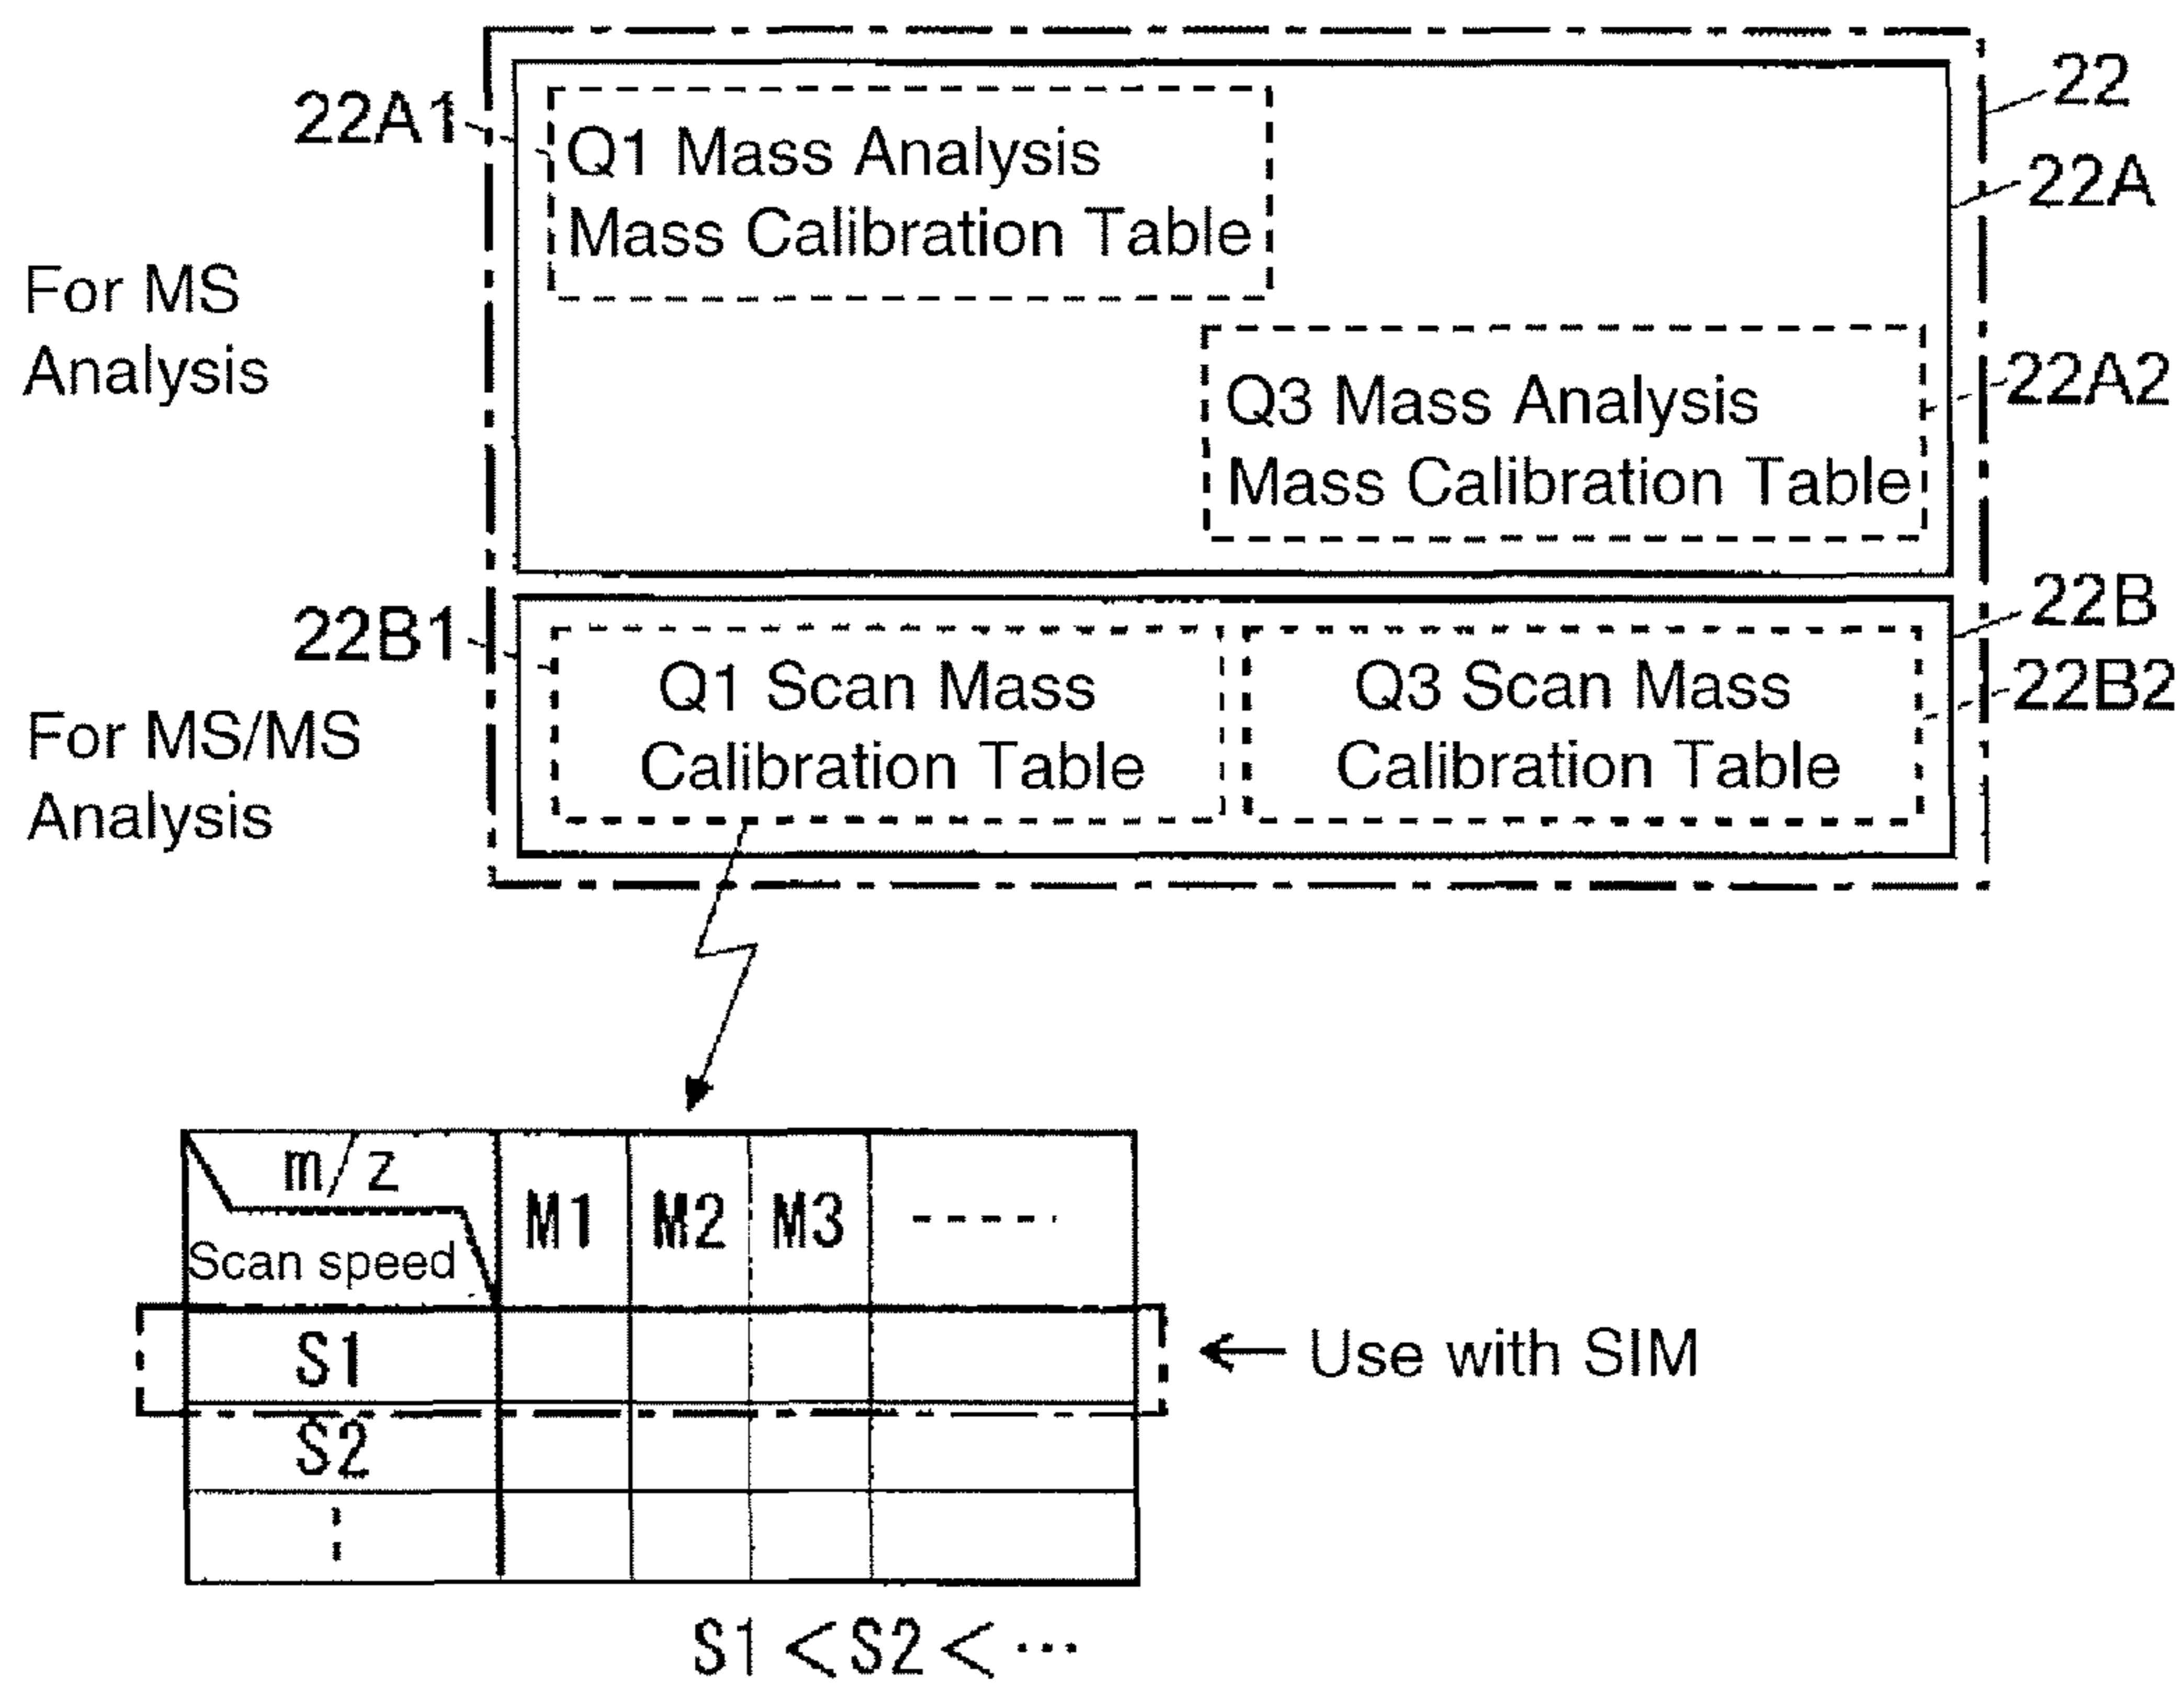 22A1
22
Q1 Mass Analysis
Mass Calibration Table
22A
For MS
Analysis
Q3 Mass Analysis
Mass Calibration Table
22A2
22B1
22B
Q1 Scan Mass
Calibration Table
Q3 Scan Mass
Calibration Table
22B2
For MS/MS
Analysis
m/z
Scan speed
M1
M2
M3
S1
Use with SIM
S2
S1 < S2 < ···